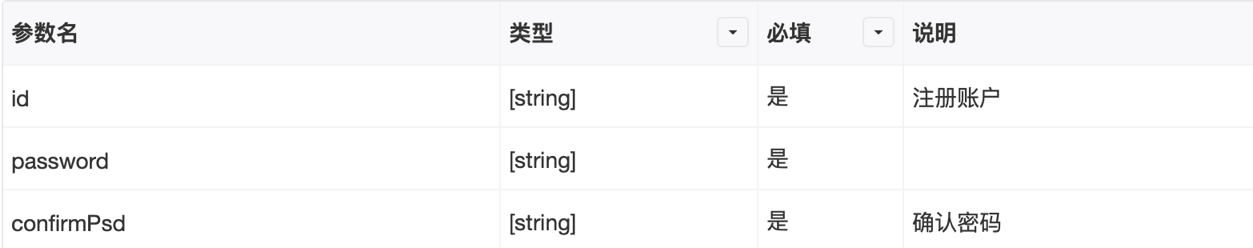 参数名 类型 必填 说明
id [string] 是 注册账户
password [string] 是
confirmPsd [string] 是 确认密码